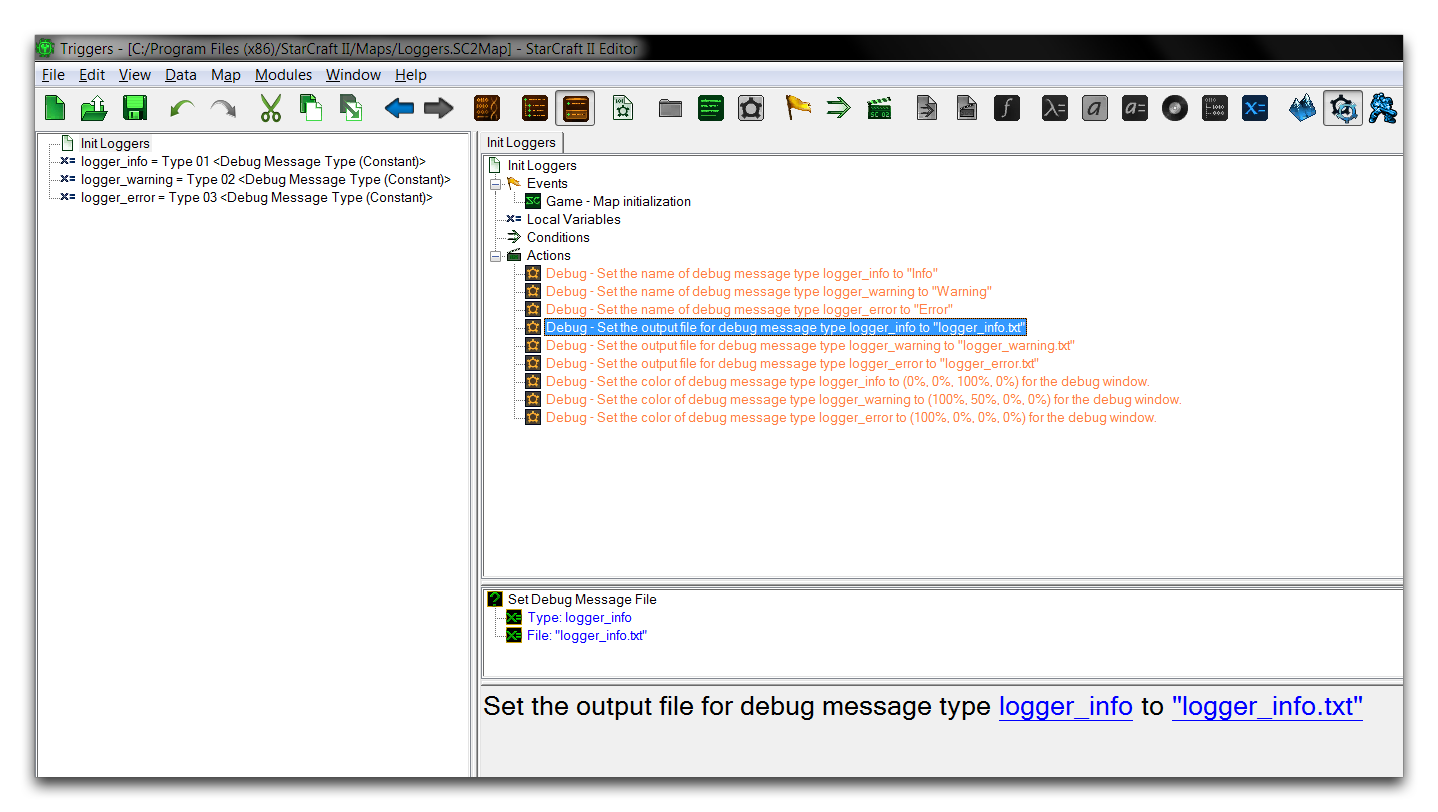 Triggers - [C:/Program Files (x86)/StarCraft II/Maps/Loggers.SC2Map] - StarCraft II Editor
File Edit View Data Map Modules Window Help
Init Loggers
logger_info = Type 01 <Debug Message Type (Constant)>
logger_warning = Type 02 <Debug Message Type (Constant)>
logger_error = Type 03 <Debug Message Type (Constant)>
Init Loggers
Init Loggers
Events
Game - Map initialization
Local Variables
Conditions
Actions
Debug - Set the name of debug message type logger_info to "Info"
Debug - Set the name of debug message type logger_warning to "Warning"
Debug - Set the name of debug message type logger_error to "Error"
Debug - Set the output file for debug message type logger_info to "logger_info.txt"
Debug - Set the output file for debug message type logger_warning to "logger_warning.txt"
Debug - Set the output file for debug message type logger_error to "logger_error.txt"
Debug - Set the color of debug message type logger_info to (0%, 0%, 100%, 0%) for the debug window.
Debug - Set the color of debug message type logger_warning to (100%, 50%, 0%, 0%) for the debug window.
Debug - Set the color of debug message type logger_error to (100%, 0%, 0%, 0%) for the debug window.
Set Debug Message File
Type: logger_info
File: "logger_info.txt"
Set the output file for debug message type logger_info to "logger_info.txt"